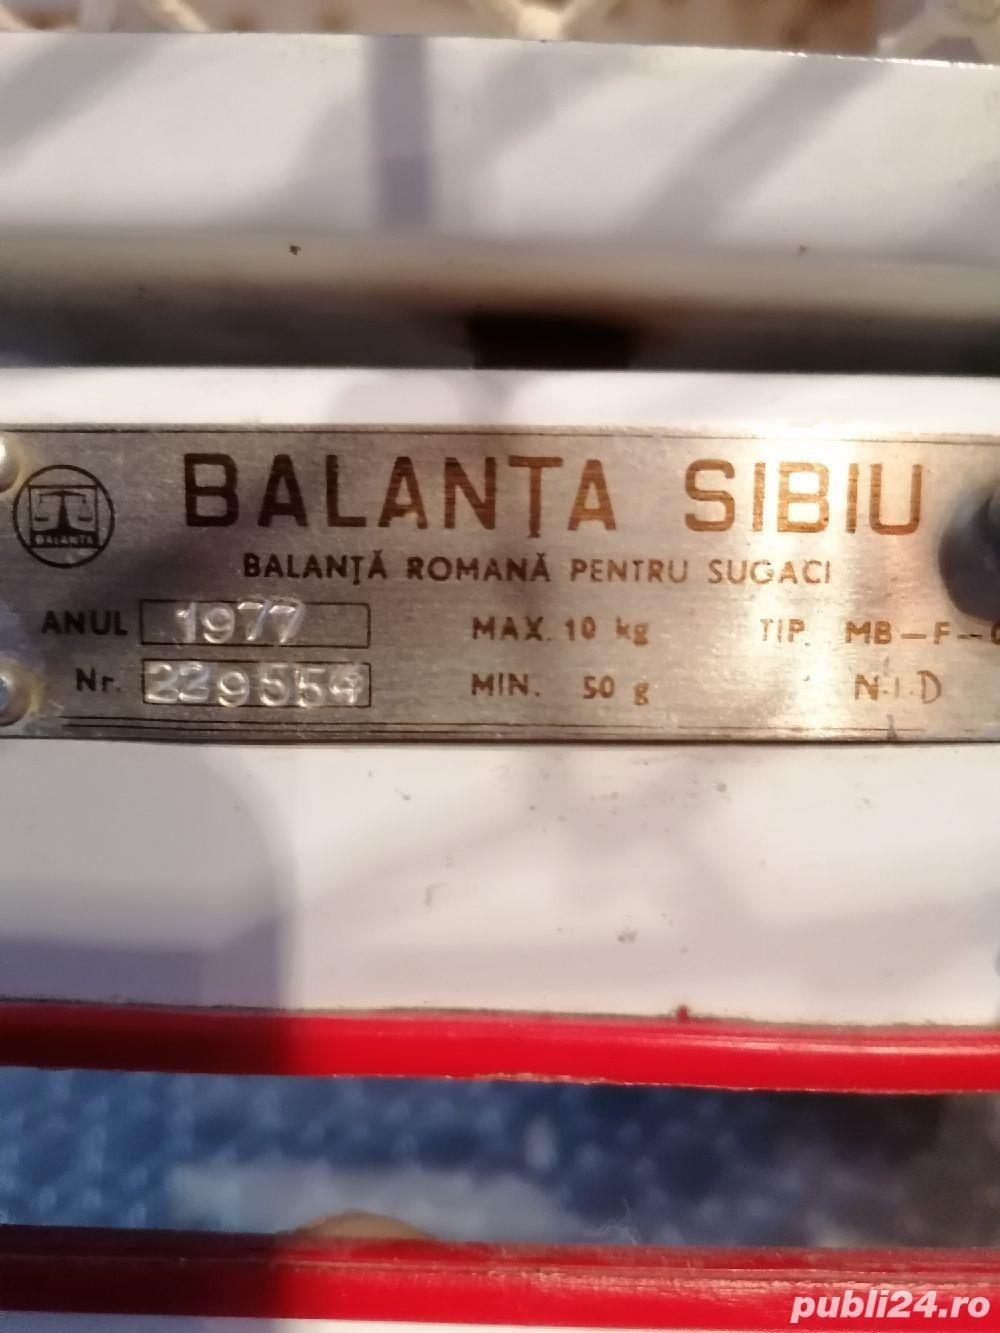 BALANȚA SIBIU
BALANTA
BALANȚĂ ROMANĂ PENTRU SUGACI
ANUL 1977 MAX. 10 kg TIP. MB-F-
Nr. 229554 MIN. 50 g N.I.D
publi24.ro